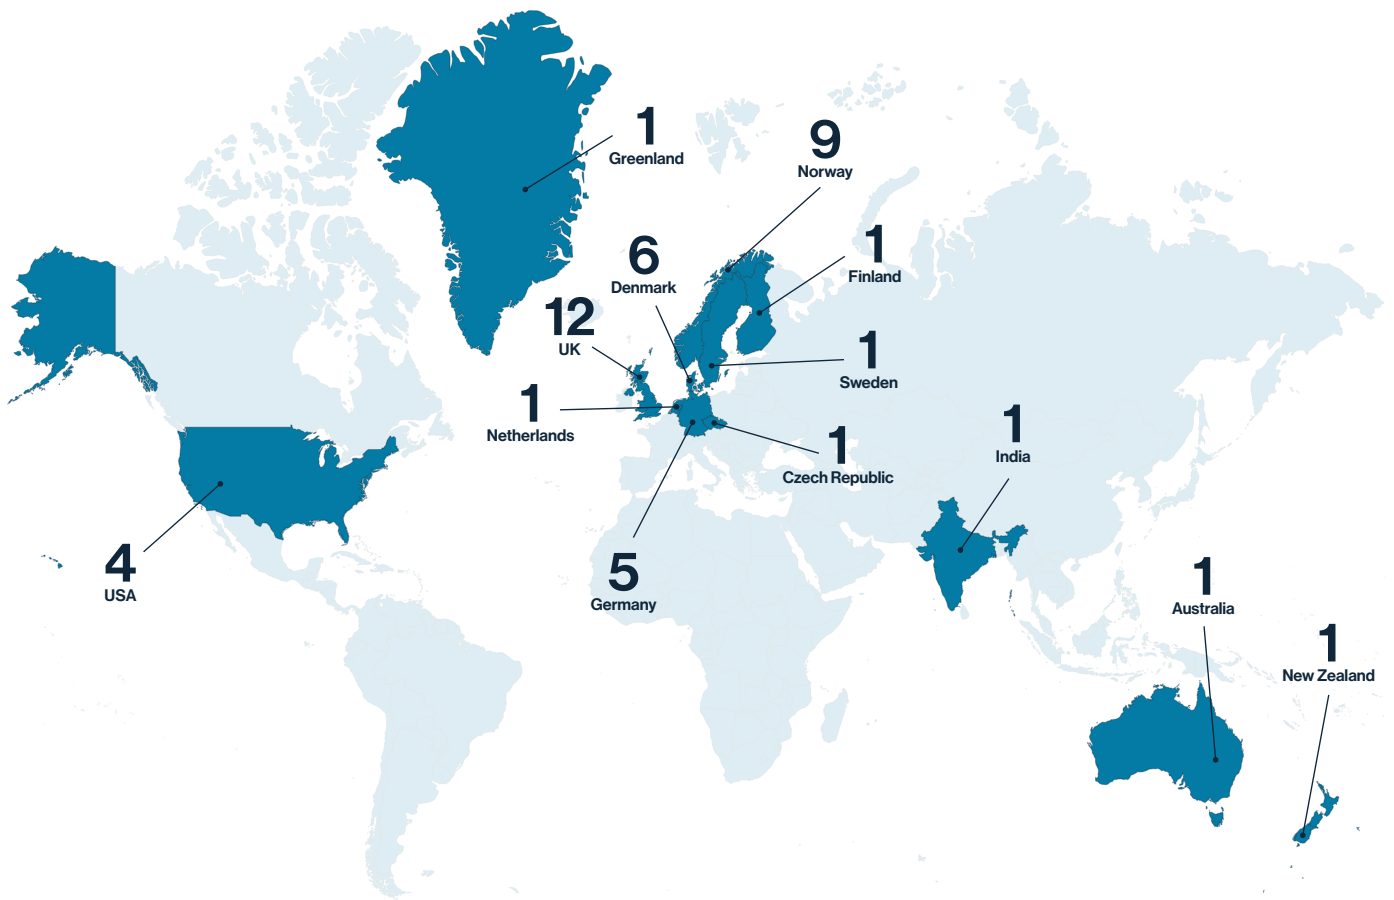 1
Greenland
9
Norway
1
Finland
6
Denmark
12
UK
1
Sweden
1
Netherlands
1
Czech Republic
1
India
4
USA
5
Germany
1
Australia
1
New Zealand